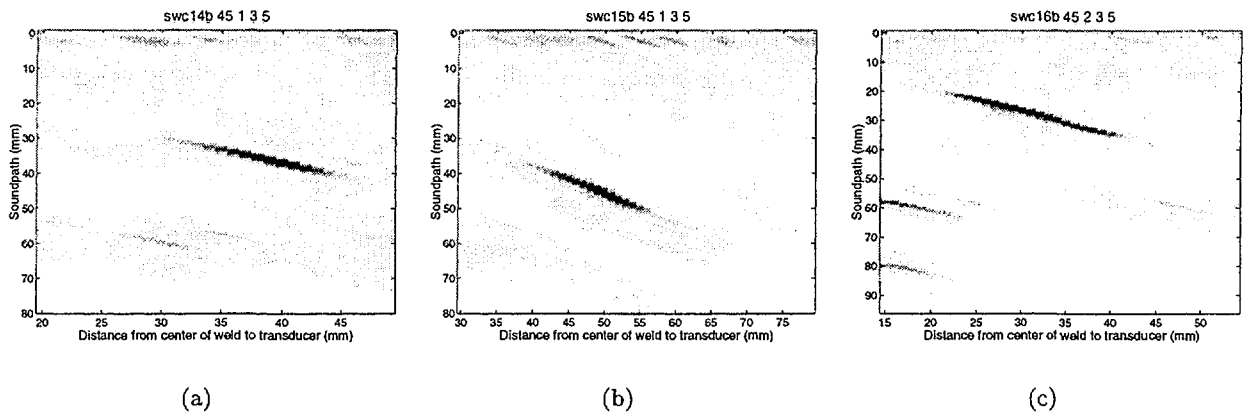 swc14b 45 1 3 5
0
10
20
30
40
50
60
70
80
Soundpath (mm)
20 25 30 35 40 45
Distance from center of weld to transducer (mm)
(a)
swc15b 45 1 3 5
0
10
20
30
40
50
60
70
80
Soundpath (mm)
30 35 40 45 50 55 60 65 70 75
Distance from center of weld to transducer (mm)
(b)
swc16b 45 2 3 5
0
10
20
30
40
50
60
70
80
90
Soundpath (mm)
15 20 25 30 35 40 45 50
Distance from center of weld to transducer (mm)
(c)